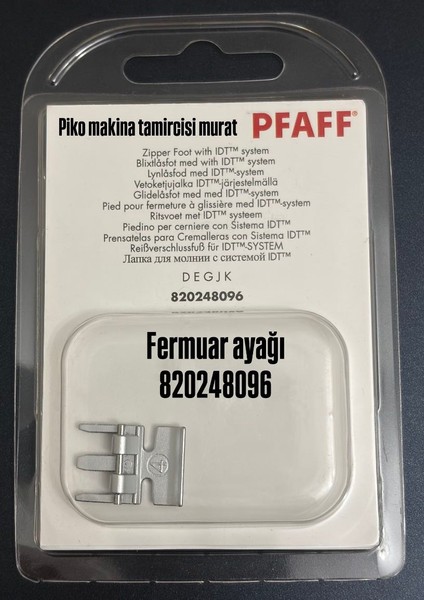 Piko makina tamircisi murat PFAFF®
Zipper Foot with IDT™ system
Blixtlåsfot med with IDT™ system
Lynlåsfod med IDT™-system
Vetoketjujalka IDT™-järjestelmällä
Glidelåsfot med med IDT™-system
Pied pour fermeture à glissière med IDT™-system
Ritsvoet met IDT™ systeem
Piedino per cerniere con Sistema IDT™
Prensatelas para Cremalleras con Sistema IDT™
Reißverschlussfuß für IDT™-SYSTEM
Лапка для молнии с системой IDT™
D E G J K
820248096
Fermuar ayağı
820248096
4